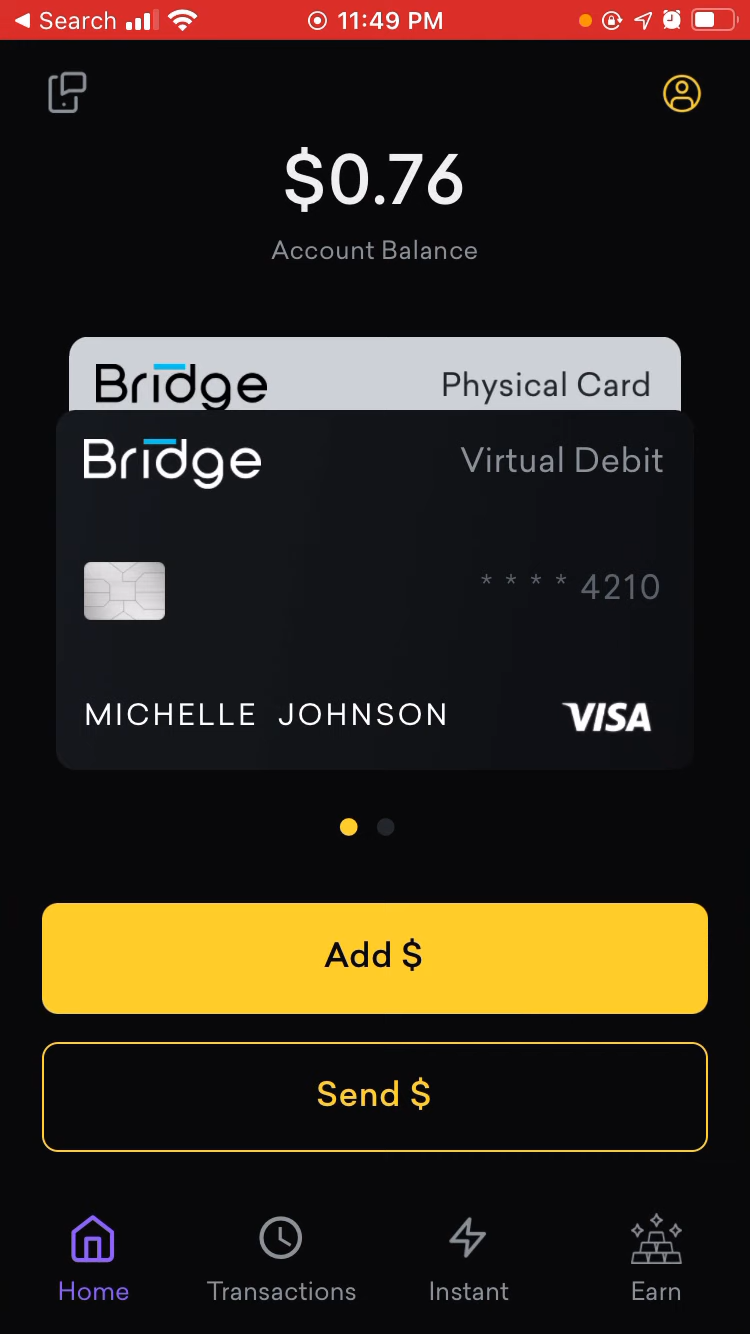 Search 11:49 PM
$0.76
Account Balance
Bridge Physical Card
Bridge Virtual Debit
* * * * 4210
MICHELLE JOHNSON VISA
Add $
Send $
Home Transactions Instant Earn